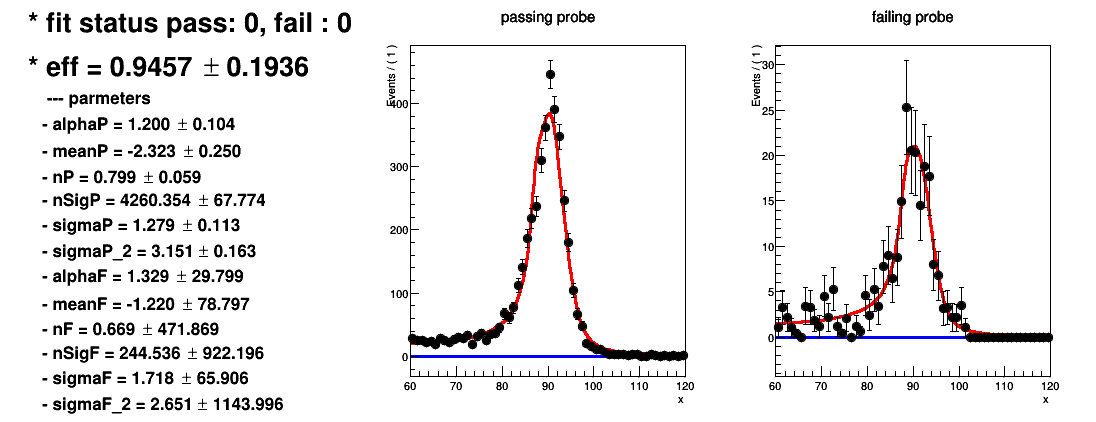 * fit status pass: 0, fail : 0
* eff = 0.9457 ± 0.1936
--- parmeters
- alphaP = 1.200 ± 0.104
- meanP = -2.323 ± 0.250
- nP = 0.799 ± 0.059
- nSigP = 4260.354 ± 67.774
- sigmaP = 1.279 ± 0.113
- sigmaP_2 = 3.151 ± 0.163
- alphaF = 1.329 ± 29.799
- meanF = -1.220 ± 78.797
- nF = 0.669 ± 471.869
- nSigF = 244.536 ± 922.196
- sigmaF = 1.718 ± 65.906
- sigmaF_2 = 2.651 ± 1143.996
passing probe
Events / ( 1 )
400
300
200
100
0
60 70 80 90 100 110 120
x
failing probe
Events / ( 1 )
30
25
20
15
10
5
0
60 70 80 90 100 110 120
x